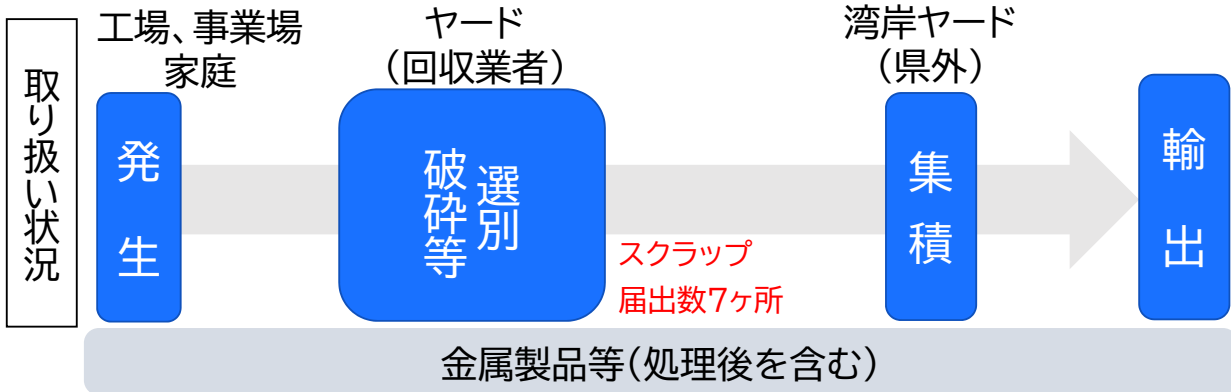 取り扱い状況
工場、事業場
家庭
ヤード
(回収業者)
湾岸ヤード
(県外)
発生
選別
破砕等
スクラップ
届出数7ヶ所
集積
輸出
金属製品等(処理後を含む)